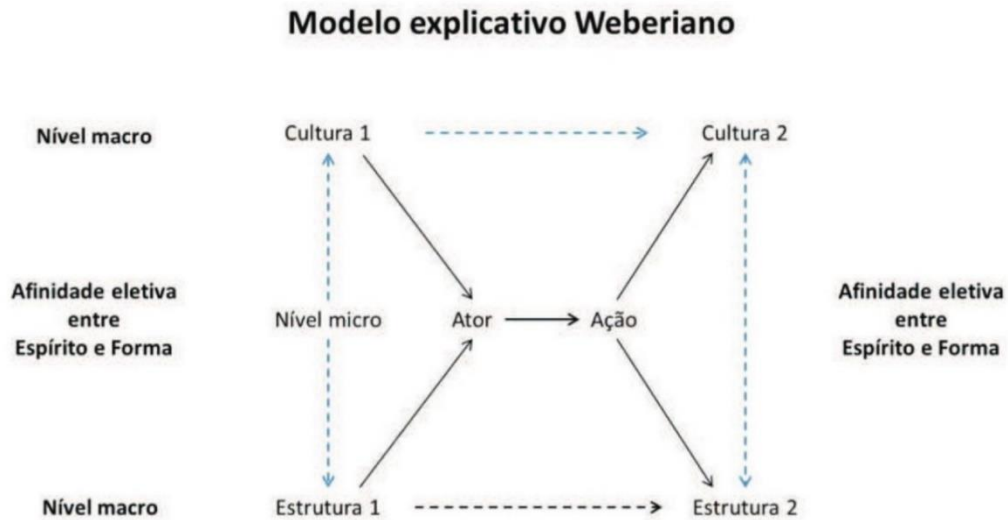 Modelo explicativo Weberiano
Nível macro
Cultura 1
Cultura 2
Afinidade eletiva
entre
Espírito e Forma
Nível micro
Ator
Ação
Afinidade eletiva
entre
Espírito e Forma
Nível macro
Estrutura 1
Estrutura 2